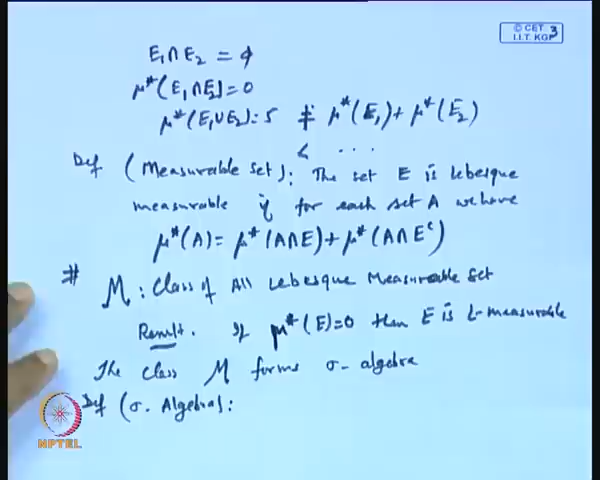 © CET
I.I.T. KGP
3
E₁∩E₂ = ϕ
μ*(E₁∩E₂)=0
μ*(E₁∪E₂)=5 ≠ μ*(E₁)+ μ*(E₂)
< ...
Def (Measurable Set): The set E is lebesgue
measurable if for each set A we have
μ*(A)= μ*(A∩E)+ μ*(A∩Eᶜ)
# M : Class of All Lebesgue Measurable Set
Result. If μ*(E)=0 then E is L-measurable
The class M forms σ-algebra
Def (σ. Algebra):
NPTEL